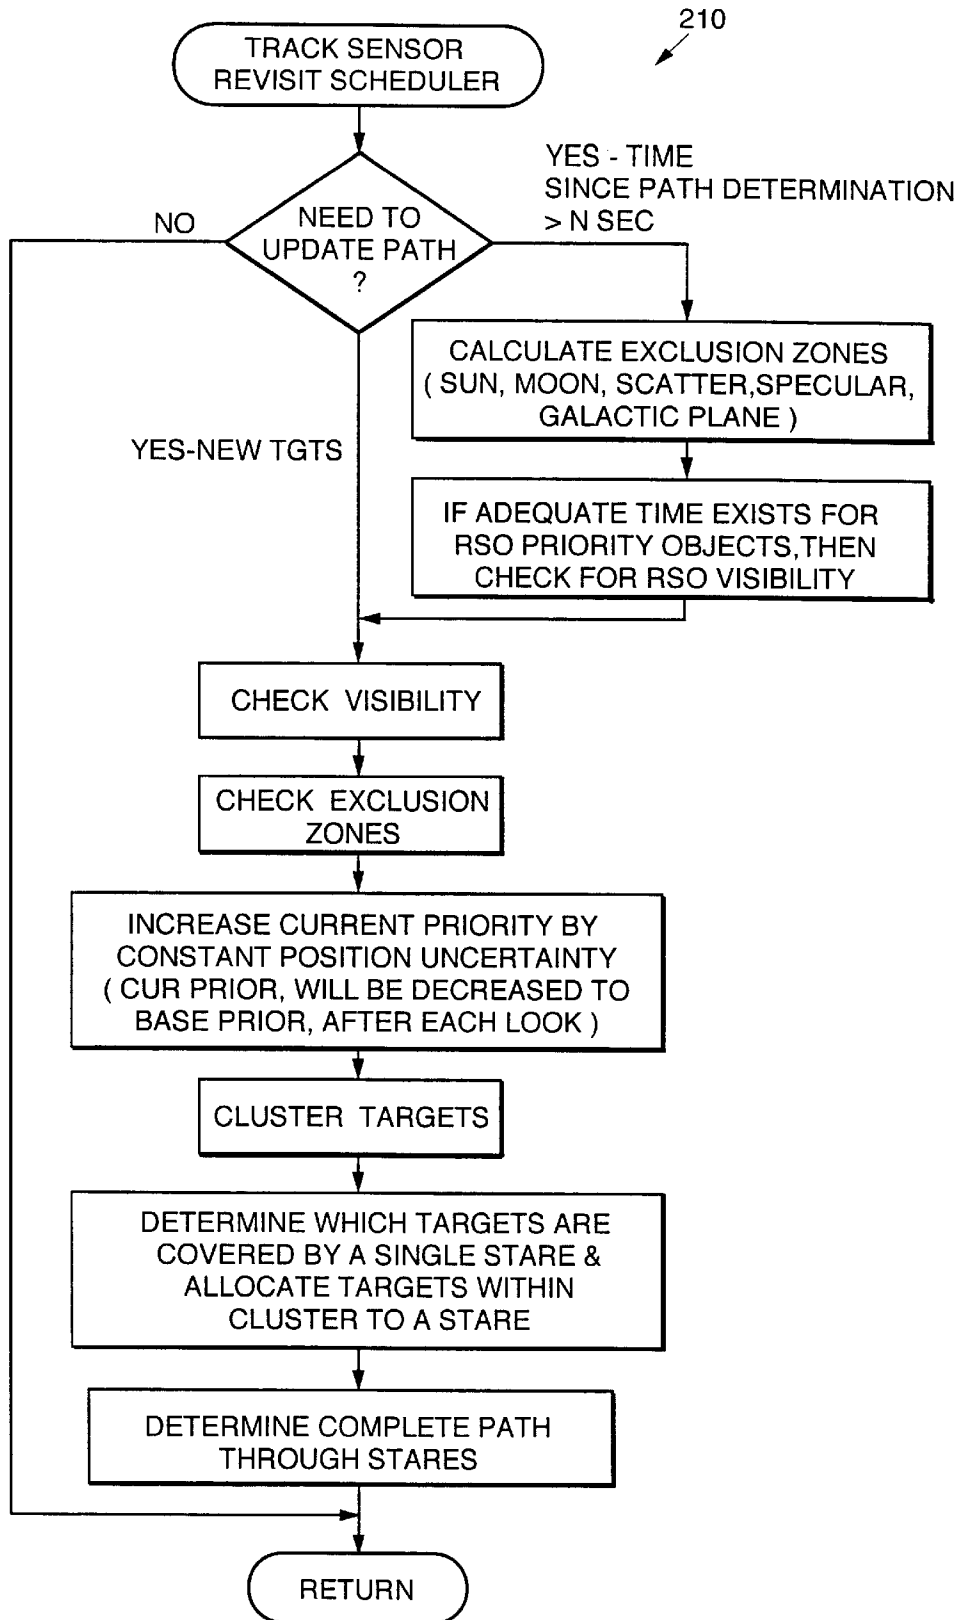 210
TRACK SENSOR
REVISIT SCHEDULER
YES - TIME
SINCE PATH DETERMINATION
> N SEC
NO
NEED TO
UPDATE PATH
?
CALCULATE EXCLUSION ZONES
( SUN, MOON, SCATTER,SPECULAR,
GALACTIC PLANE )
YES-NEW TGTS
IF ADEQUATE TIME EXISTS FOR
RSO PRIORITY OBJECTS,THEN
CHECK FOR RSO VISIBILITY
CHECK VISIBILITY
CHECK EXCLUSION
ZONES
INCREASE CURRENT PRIORITY BY
CONSTANT POSITION UNCERTAINTY
( CUR PRIOR, WILL BE DECREASED TO
BASE PRIOR, AFTER EACH LOOK )
CLUSTER TARGETS
DETERMINE WHICH TARGETS ARE
COVERED BY A SINGLE STARE &
ALLOCATE TARGETS WITHIN
CLUSTER TO A STARE
DETERMINE COMPLETE PATH
THROUGH STARES
RETURN